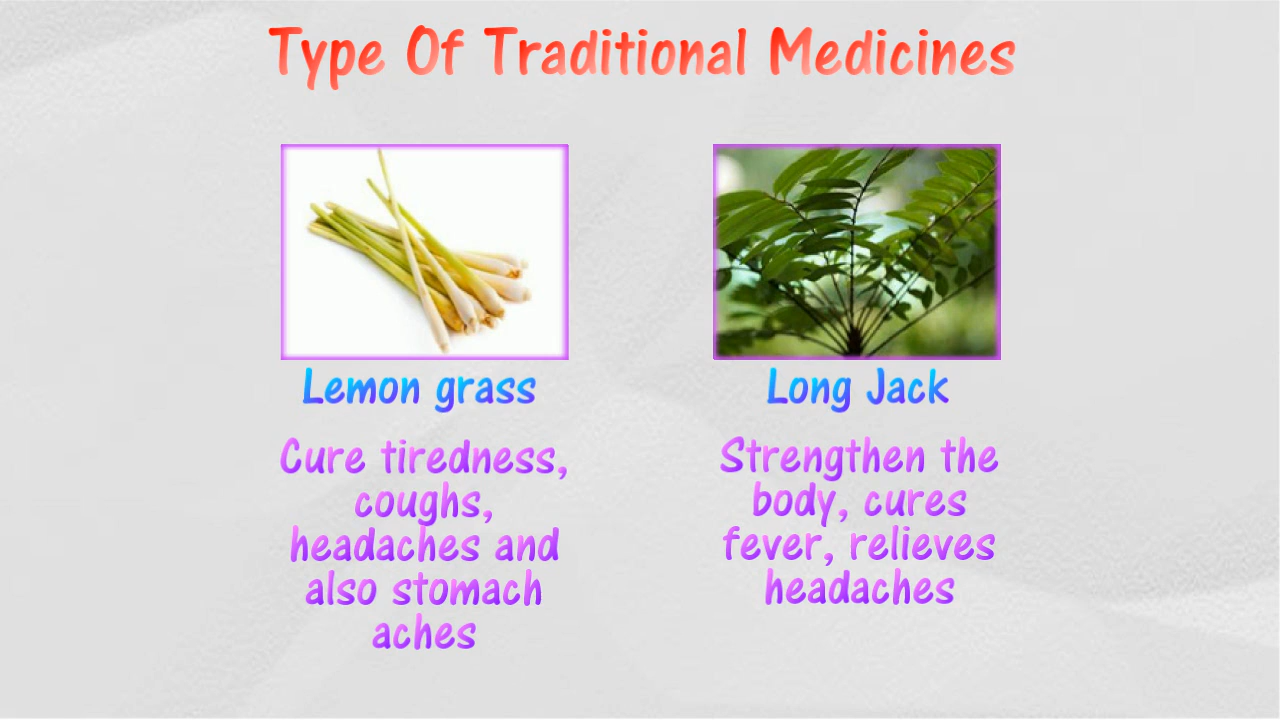 Type Of Traditional Medicines
Lemon grass
Cure tiredness,
coughs,
headaches and
also stomach
aches
Long Jack
Strengthen the
body, cures
fever, relieves
headaches